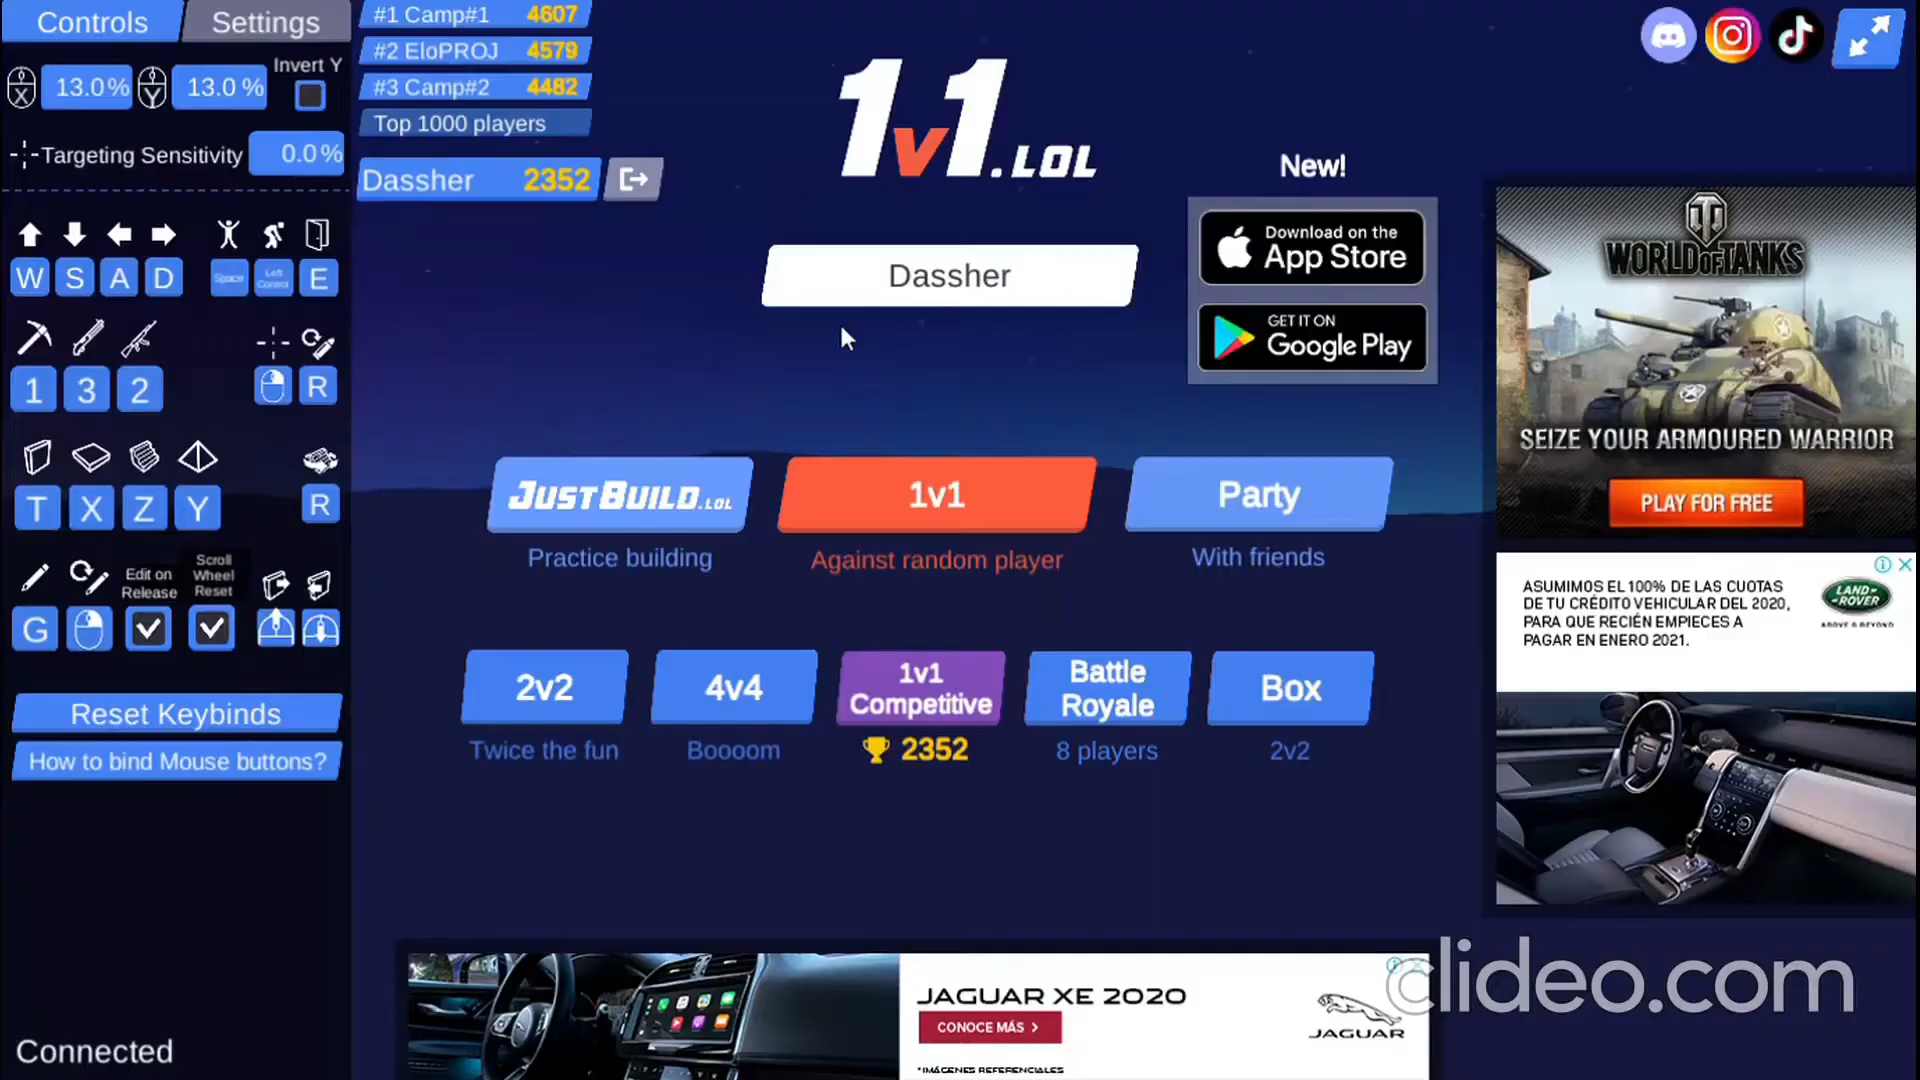 Controls
Settings
13.0 %
13.0 %
Invert Y
Targeting Sensitivity
0.0 %
W S A D
Space
Left Control
E
1 3 2
R
T X Z Y
R
Edit on Release
Scroll Wheel Reset
G
Reset Keybinds
How to bind Mouse buttons?
Connected
#1 Camp#1 4607
#2 EloPROJ 4579
#3 Camp#2 4482
Top 1000 players
Dassher 2352
1v1.LOL
Dassher
New!
Download on the
App Store
GET IT ON
Google Play
JUSTBUILD.LOL
Practice building
1v1
Against random player
Party
With friends
2v2
Twice the fun
4v4
Boooom
1v1
Competitive
2352
Battle
Royale
8 players
Box
2v2
WORLD OF TANKS
SEIZE YOUR ARMOURED WARRIOR
PLAY FOR FREE
ASUMIMOS EL 100% DE LAS CUOTAS
DE TU CRÉDITO VEHICULAR DEL 2020,
PARA QUE RECIÉN EMPIECES A
PAGAR EN ENERO 2021.
LAND-ROVER
ABOVE & BEYOND
JAGUAR XE 2020
CONOCE MÁS >
*IMÁGENES REFERENCIALES
JAGUAR
clideo.com